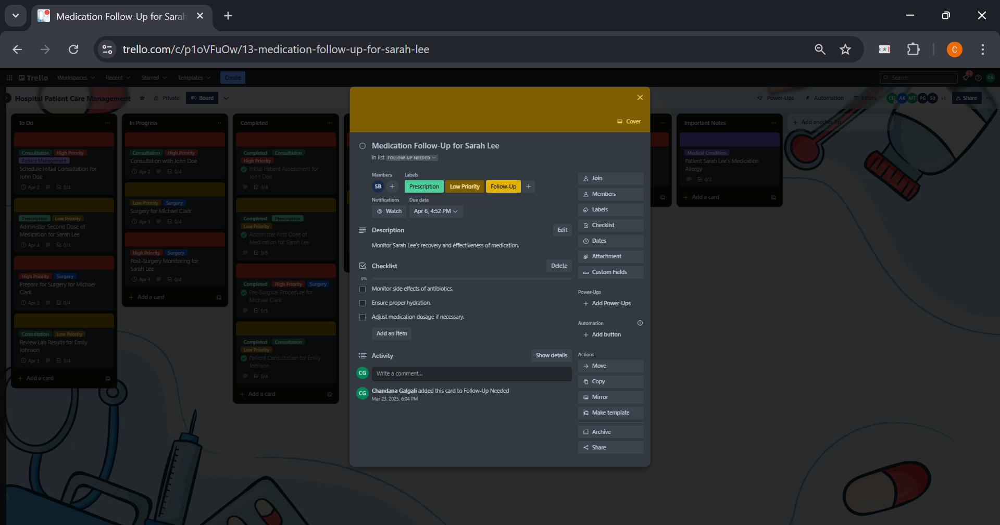 Medication Follow-Up for Sarah
trello.com/c/p1oVFuOw/13-medication-follow-up-for-sarah-lee
C
Trello
Workspaces
Recent
Starred
Templates
Create
Search
2
CG
Hospital Patient Care Management
Private
Board
Power-Ups
Automation
Filters
CG
AK
MT
PG
SB
+1
Share
To Do
Consultation
High Priority
Patient Management
Schedule Initial Consultation for
John Doe
Apr 2
0/4
Prescription
Low Priority
Administer Second Dose of
Medication for Sarah Lee
Apr 4
0/4
High Priority
Surgery
Prepare for Surgery for Michael
Clark
Apr 3
0/4
Consultation
Low Priority
Review Lab Results for Emily
Johnson
Apr 3
0/4
+ Add a card
In Progress
Consultation
High Priority
Consultation with John Doe
Apr 2
0/4
Low Priority
Surgery
Surgery for Michael Clark
Apr 3
0/4
High Priority
Surgery
Post-Surgery Monitoring for
Sarah Lee
Apr 3
0/4
+ Add a card
Completed
Completed
Consultation
High Priority
Initial Patient Assessment for
John Doe
0/4
Completed
Prescription
Low Priority
Administer First Dose of
Medication for Sarah Lee
0/5
Completed
High Priority
Surgery
Pre-Surgical Procedure for
Michael Clark
0/5
Completed
Consultation
Low Priority
Patient Consultation for Emily
Johnson
0/4
+ Add a card
Cover
Medication Follow-Up for Sarah Lee
in list FOLLOW-UP NEEDED
Members
SB
+
Labels
Prescription
Low Priority
Follow-Up
+
Notifications
Watch
Due date
Apr 6, 4:52 PM
Description
Edit
Monitor Sarah Lee's recovery and effectiveness of medication.
Checklist
Delete
0%
Monitor side effects of antibiotics.
Ensure proper hydration.
Adjust medication dosage if necessary.
Add an item
Activity
Show details
CG
Write a comment...
CG
Chandana Galgali added this card to Follow-Up Needed
Mar 23, 2025, 6:04 PM
Join
Members
Labels
Checklist
Dates
Attachment
Custom Fields
Power-Ups
+ Add Power-Ups
Automation
+ Add button
Actions
Move
Copy
Mirror
Make template
Archive
Share
Important Notes
Medical Condition
Patient Sarah Lee's Medication
Allergy
0/2
+ Add a card
+ Add another list